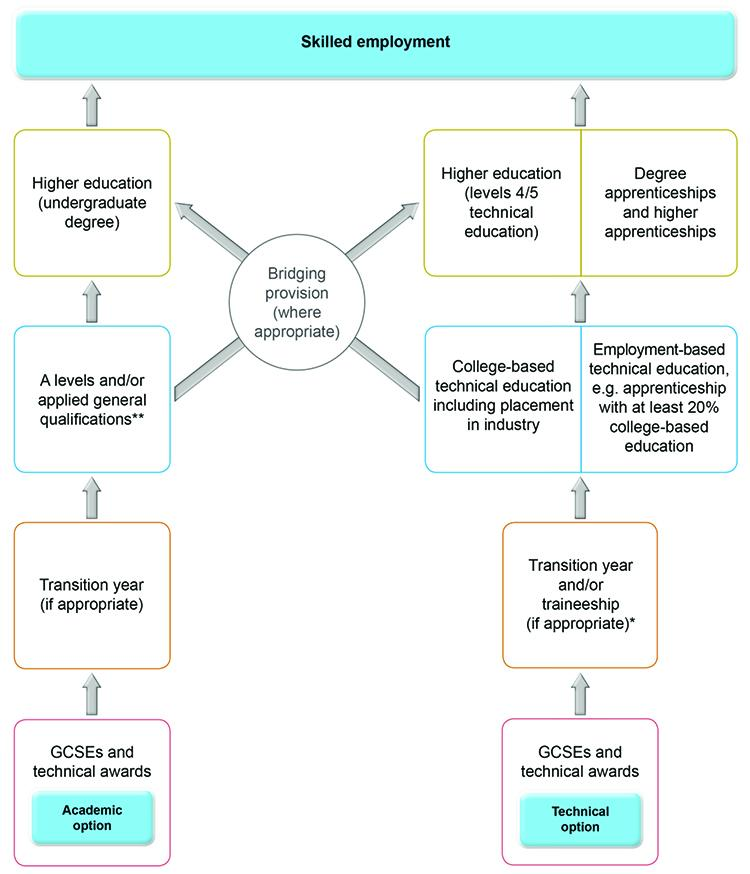 Skilled employment
Higher education
(undergraduate
degree)
Higher education
(levels 4/5
technical
education)
Degree
apprenticeships
and higher
apprenticeships
Bridging
provision
(where
appropriate)
A levels and/or
applied general
qualifications**
College-based
technical education
including placement
in industry
Employment-based
technical education,
e.g. apprenticeship
with at least 20%
college-based
education
Transition year
(if appropriate)
Transition year
and/or
traineeship
(if appropriate)*
GCSEs and
technical awards
Academic
option
GCSEs and
technical awards
Technical
option